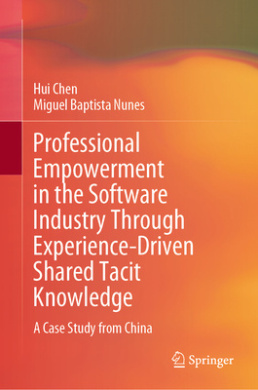 Hui Chen
Miguel Baptista Nunes
Professional
Empowerment
in the Software
Industry Through
Experience-Driven
Shared Tacit
Knowledge
A Case Study from China
Springer